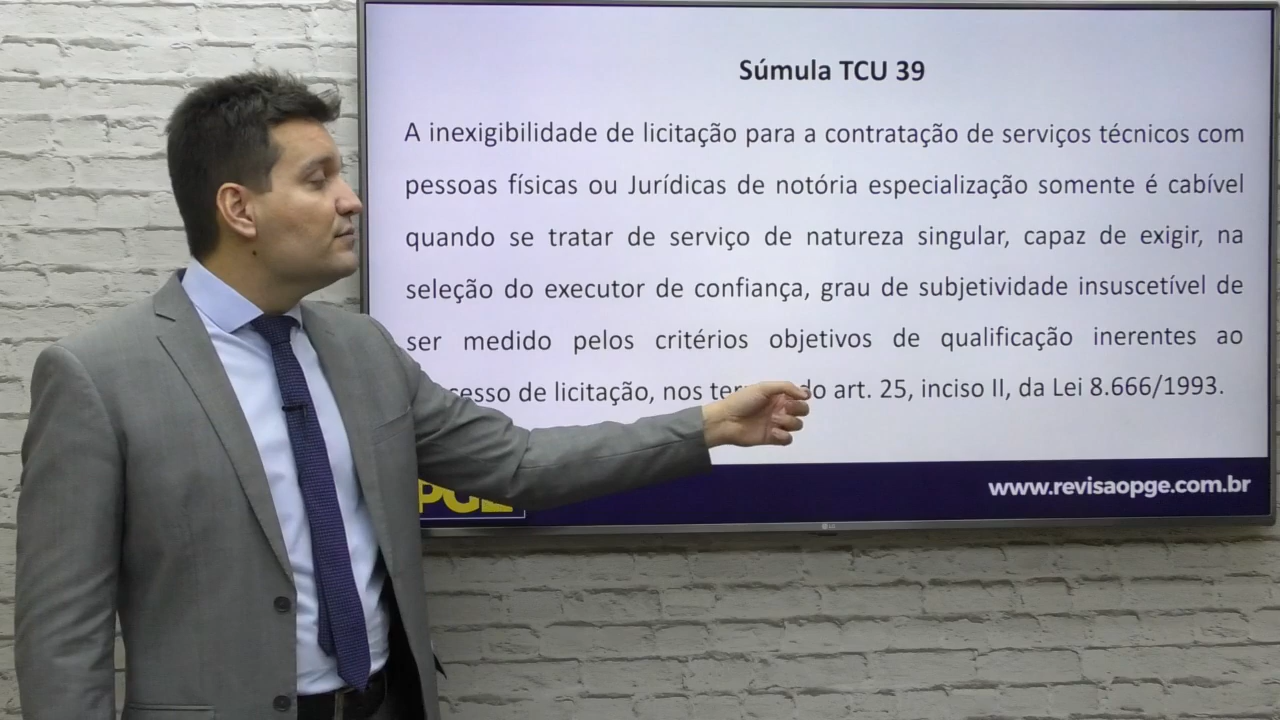 Súmula TCU 39
A inexigibilidade de licitação para a contratação de serviços técnicos com
pessoas físicas ou Jurídicas de notória especialização somente é cabível
quando se tratar de serviço de natureza singular, capaz de exigir, na
seleção do executor de confiança, grau de subjetividade insuscetível de
ser medido pelos critérios objetivos de qualificação inerentes ao
de licitação, nos do art. 25, inciso II, da Lei 8.666/1993.
PGE
www.revisaopge.com.br
LG